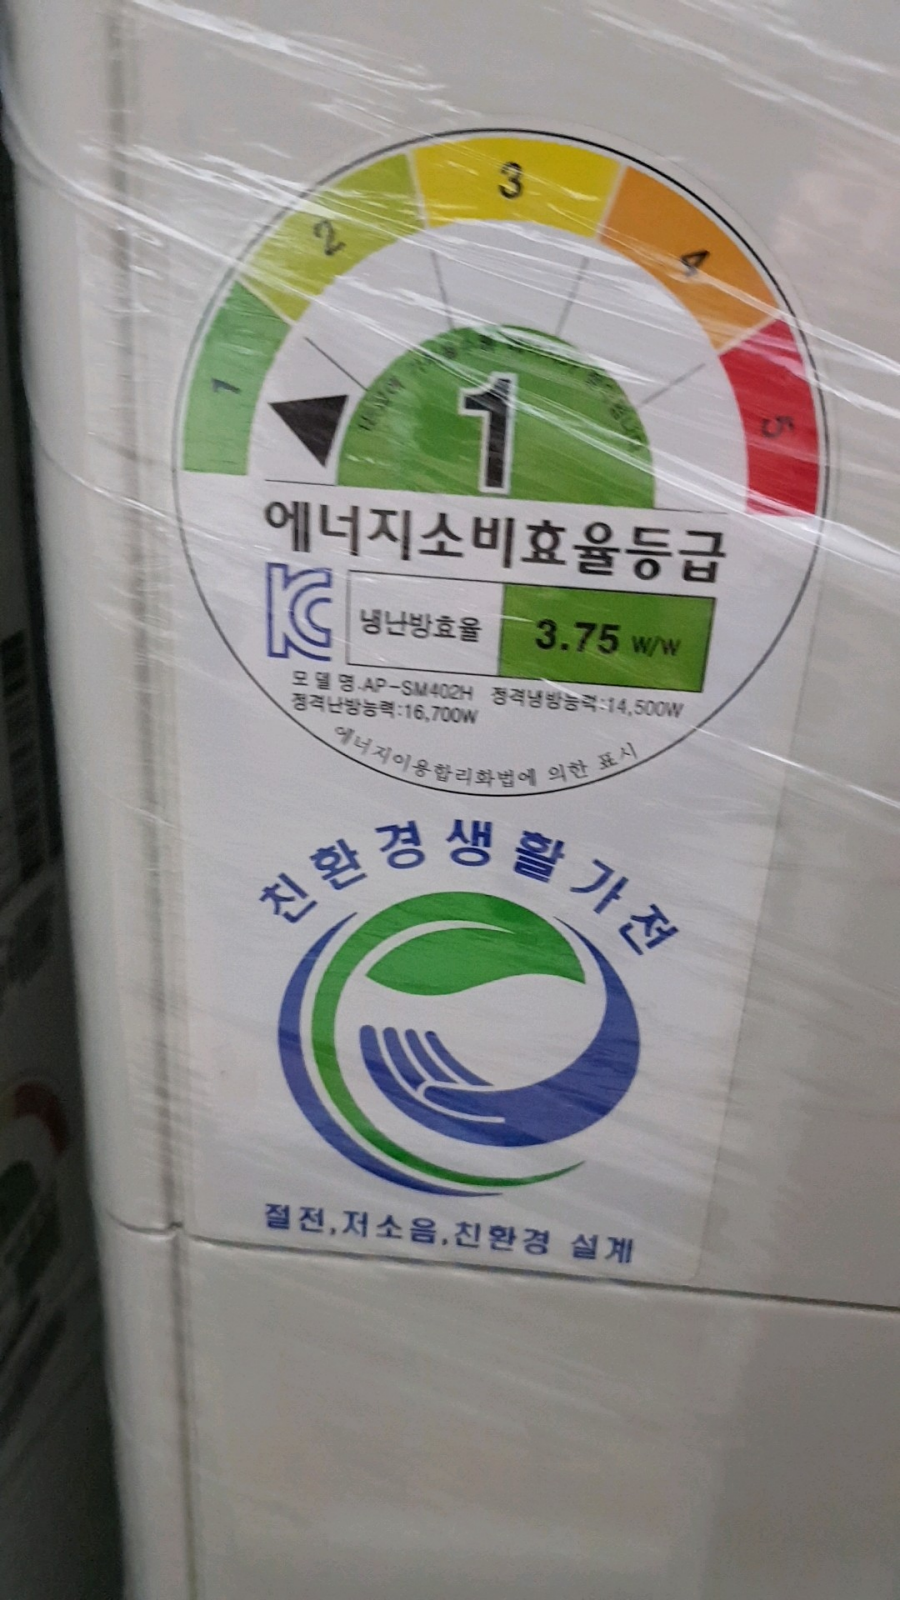 1
2
3
4
5
1
에너지소비효율등급
KC
냉난방효율
3.75 W/W
모델명.AP-SM402H 정격냉방능력:14,500W
정격난방능력:16,700W
에너지이용합리화법에 의한 표시
친환경생활가전
절전,저소음,친환경 설계